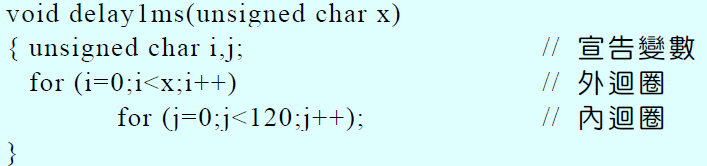 void delay1ms(unsigned char x)
{ unsigned char i,j; // 宣告變數
for (i=0;i<x;i++) // 外迴圈
for (j=0;j<120;j++); // 內迴圈
}